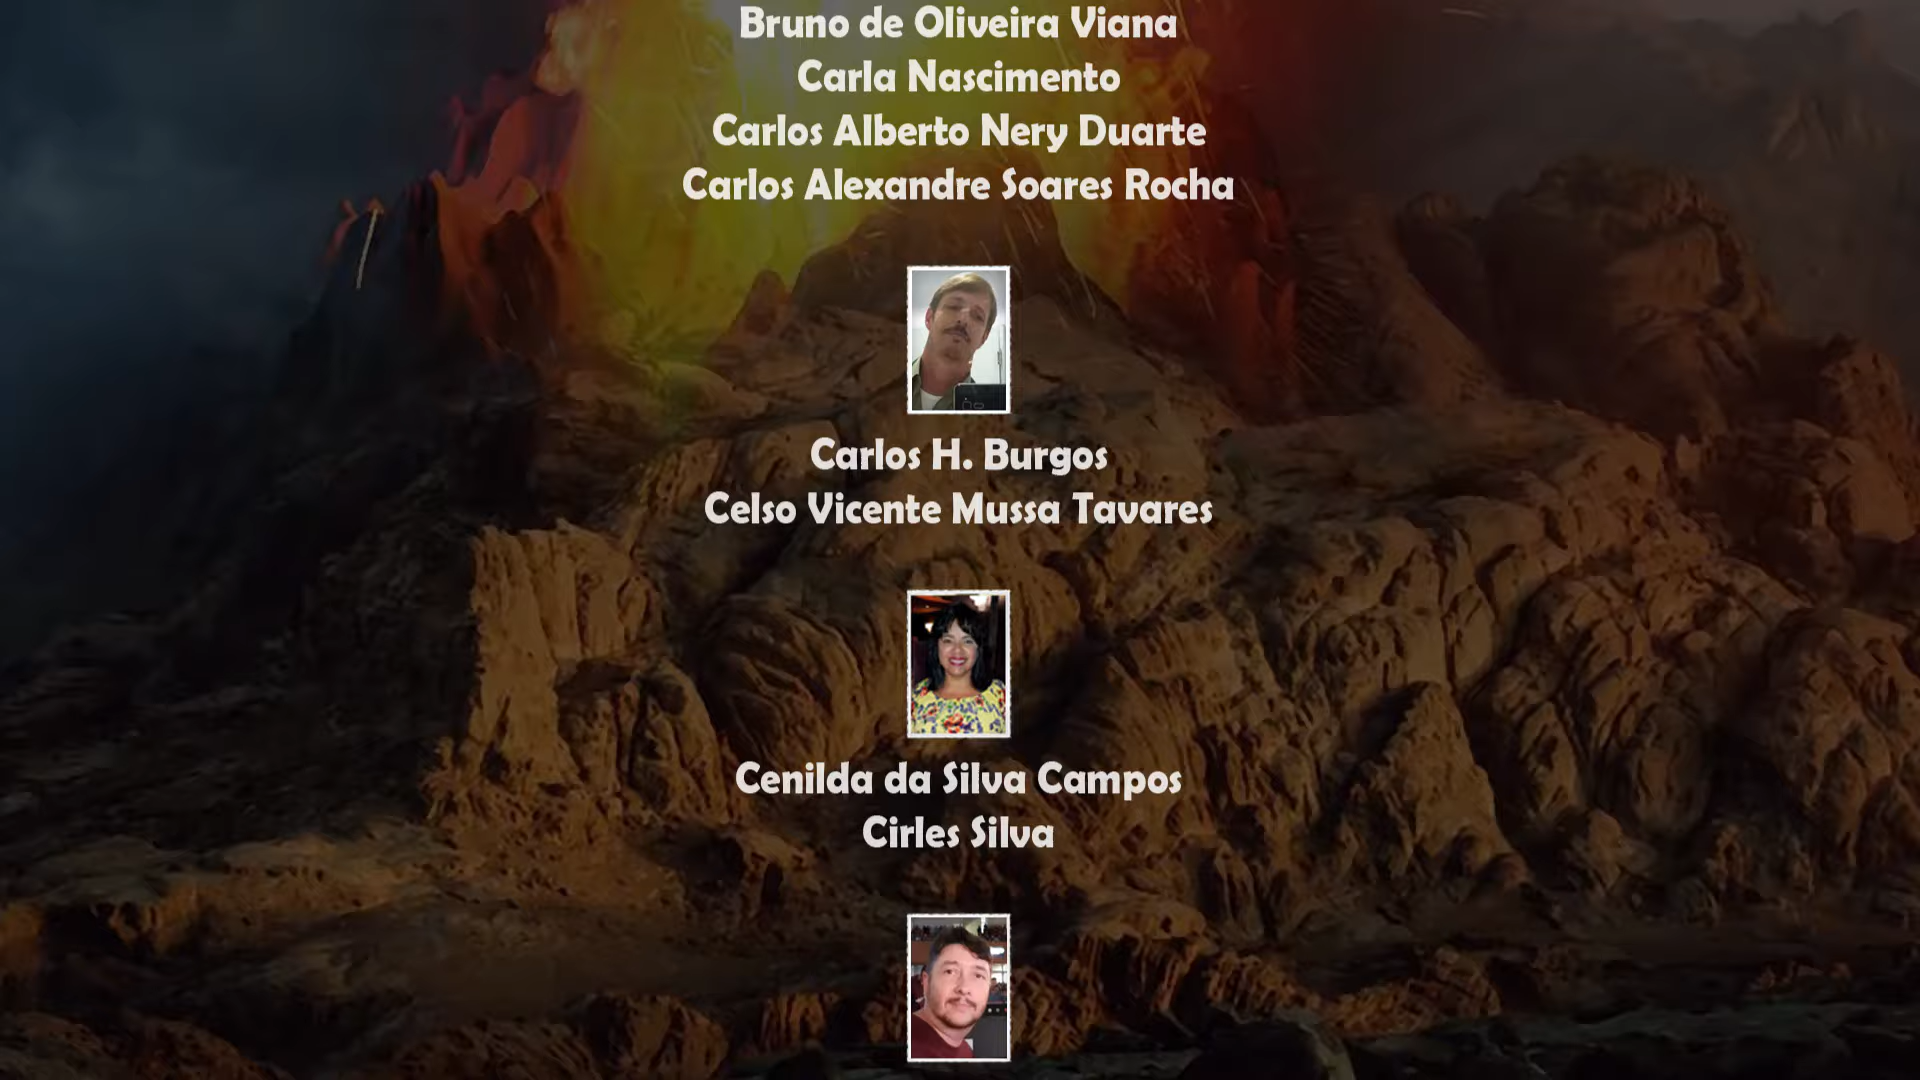 Bruno de Oliveira Viana
Carla Nascimento
Carlos Alberto Nery Duarte
Carlos Alexandre Soares Rocha
Carlos H. Burgos
Celso Vicente Mussa Tavares
Cenilda da Silva Campos
Cirles Silva